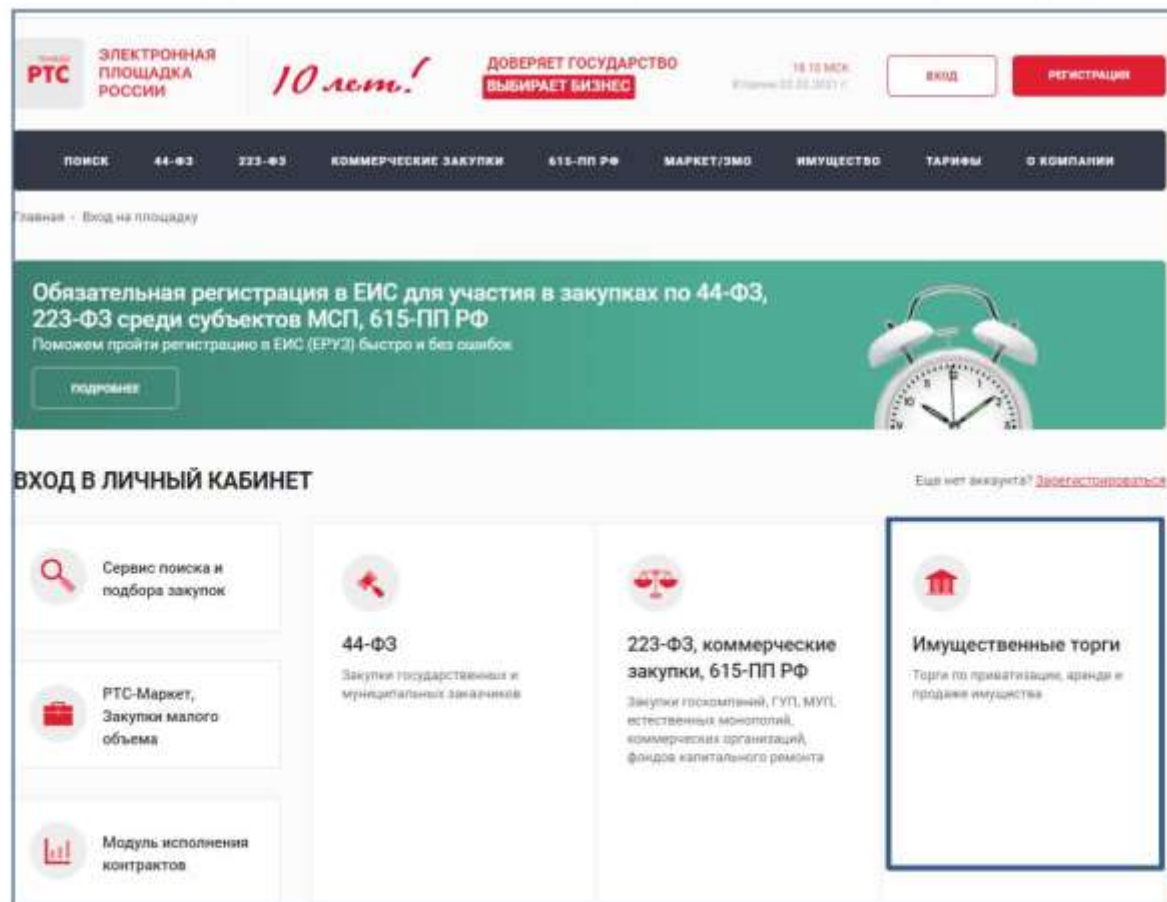 РТС
ЭЛЕКТРОННАЯ
ПЛОЩАДКА
РОССИИ
10 лет!
ДОВЕРЯЕТ ГОСУДАРСТВО
ВЫБИРАЕТ БИЗНЕС
МСК
ВХОД
РЕГИСТРАЦИЯ
ПОИСК 44-ФЗ 223-ФЗ КОММЕРЧЕСКИЕ ЗАКУПКИ 615-ПП РФ МАРКЕТ/ЭМО ИМУЩЕСТВО ТАРИФЫ О КОМПАНИИ
Главная - Вход на площадку
Обязательная регистрация в ЕИС для участия в закупках по 44-ФЗ,
223-ФЗ среди субъектов МСП, 615-ПП РФ
Поможем пройти регистрацию в ЕИС (ЕРУЗ) быстро и без ошибок
ПОДРОБНЕЕ
ВХОД В ЛИЧНЫЙ КАБИНЕТ
Еще нет аккаунта? Зарегистрироваться
Сервис поиска и
подбора закупок
РТС-Маркет,
Закупки малого
объема
Модуль исполнения
контрактов
44-ФЗ
Закупки государственных и
муниципальных заказчиков
223-ФЗ, коммерческие
закупки, 615-ПП РФ
Закупки госкомпаний, ГУП, МУП,
естественных монополий,
коммерческих организаций,
фондов капитального ремонта
Имущественные торги
Торги по приватизации, аренде и
продаже имущества